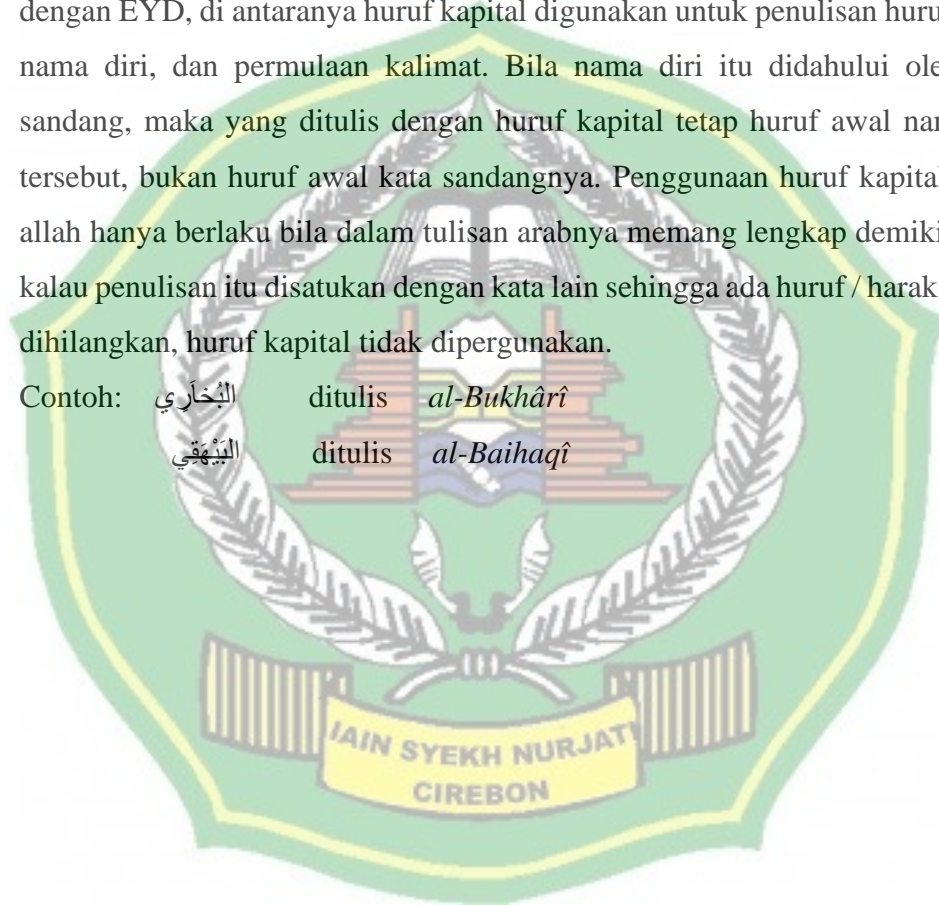 dengan EYD, di antaranya huruf kapital digunakan untuk penulisan huru
nama diri, dan permulaan kalimat. Bila nama diri itu didahului ole
sandang, maka yang ditulis dengan huruf kapital tetap huruf awal nan
tersebut, bukan huruf awal kata sandangnya. Penggunaan huruf kapital
allah hanya berlaku bila dalam tulisan arabnya memang lengkap demiki
kalau penulisan itu disatukan dengan kata lain sehingga ada huruf / harak
dihilangkan, huruf kapital tidak dipergunakan.
Contoh: البُخاَرِي ditulis al-Bukhârî
البَيْهَقِي ditulis al-Baihaqî
IAIN SYEKH NURJATI
CIREBON